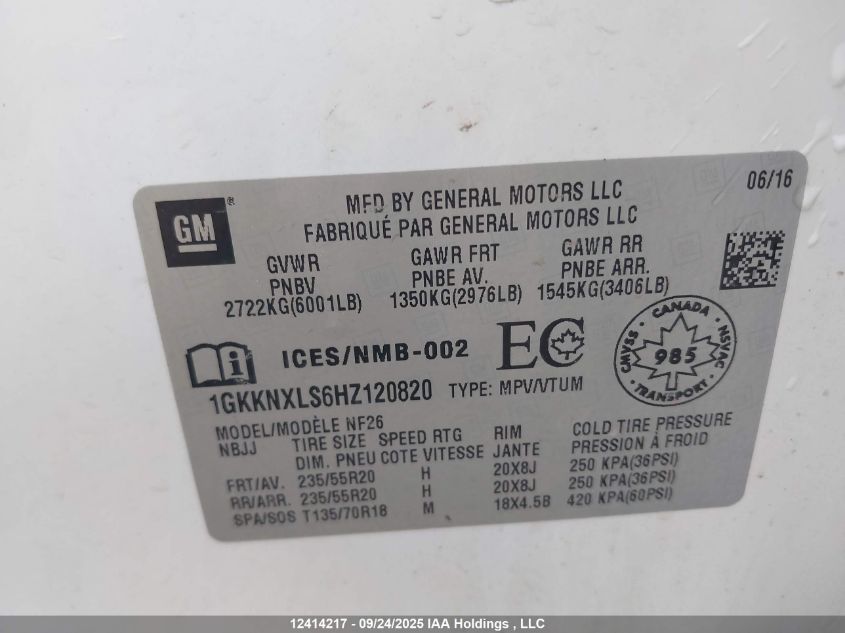 GM®
MFD BY GENERAL MOTORS LLC
FABRIQUÉ PAR GENERAL MOTORS LLC
06/16
GVWR
PNBV
2722KG(6001LB)
GAWR FRT
PNBE AV.
1350KG(2976LB)
GAWR RR
PNBE ARR.
1545KG(3406LB)
i ICES/NMB-002 EC
CANADA
CMVSS - NSVAC
985
TRANSPORT
1GKKNXLS6HZ120820 TYPE: MPV/VTUM
MODEL/MODÈLE NF26
NBJJ TIRE SIZE SPEED RTG RIM COLD TIRE PRESSURE
DIM. PNEU COTE VITESSE JANTE PRESSION À FROID
FRT/AV. 235/55R20 H 20X8J 250 KPA(36PSI)
RR/ARR. 235/55R20 H 20X8J 250 KPA(36PSI)
SPA/SOS T135/70R18 M 18X4.5B 420 KPA(60PSI)
12414217 - 09/24/2025 IAA Holdings , LLC